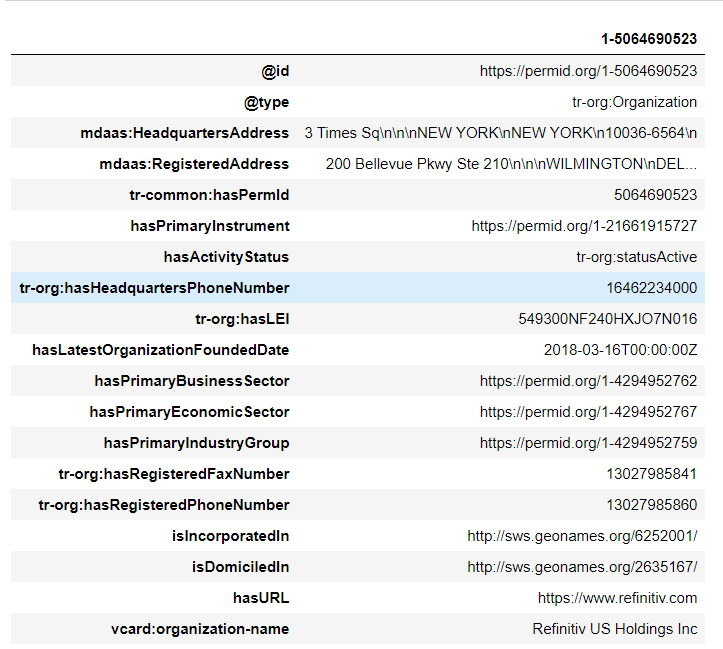 1-5064690523
@id https://permid.org/1-5064690523
@type tr-org:Organization
mdaas:HeadquartersAddress 3 Times Sq\n\n\nNEW YORK\nNEW YORK\n10036-6564\n
mdaas:RegisteredAddress 200 Bellevue Pkwy Ste 210\n\n\nWILMINGTON\nDEL...
tr-common:hasPermId 5064690523
hasPrimaryInstrument https://permid.org/1-21661915727
hasActivityStatus tr-org:statusActive
tr-org:hasHeadquartersPhoneNumber 16462234000
tr-org:hasLEI 549300NF240HXJO7N016
hasLatestOrganizationFoundedDate 2018-03-16T00:00:00Z
hasPrimaryBusinessSector https://permid.org/1-4294952762
hasPrimaryEconomicSector https://permid.org/1-4294952767
hasPrimaryIndustryGroup https://permid.org/1-4294952759
tr-org:hasRegisteredFaxNumber 13027985841
tr-org:hasRegisteredPhoneNumber 13027985860
isIncorporatedIn http://sws.geonames.org/6252001/
isDomiciledIn http://sws.geonames.org/2635167/
hasURL https://www.refinitiv.com
vcard:organization-name Refinitiv US Holdings Inc